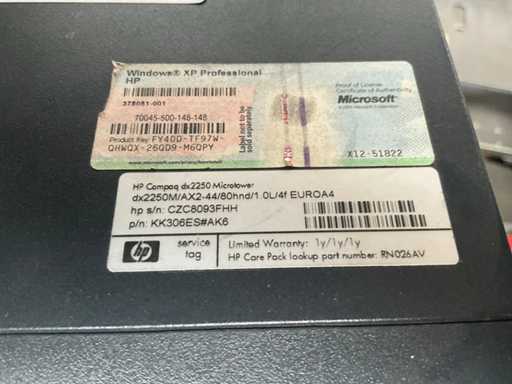 Windows® XP Professional
HP
Proof of License
Certificate of Authenticity
378081-001
Label not to be
sold separately
Microsoft
70045-500-148-148
Product Key: FY40D-TF97W-
QHWQX-26QD9-M6QPY
X12-51822
HP Compaq dx2250 Microtower
dx2250M/AX2-44/80hnd/1.0L/4f EUROA4
hp s/n: CZC8093FHH
p/n: KK306ES#AK6
hp
service
tag
Limited Warranty: 1y/1y/1y
HP Care Pack lookup part number: RN026AV